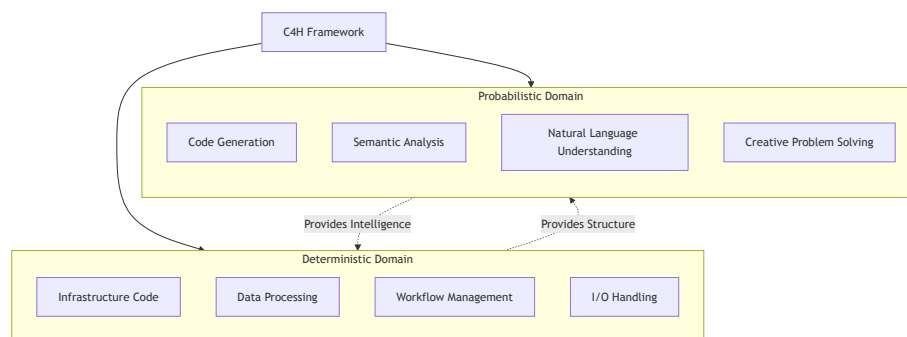 C4H Framework
Probabilistic Domain
Code Generation
Semantic Analysis
Natural Language
Understanding
Creative Problem Solving
Provides Intelligence
Provides Structure
Deterministic Domain
Infrastructure Code
Data Processing
Workflow Management
I/O Handling